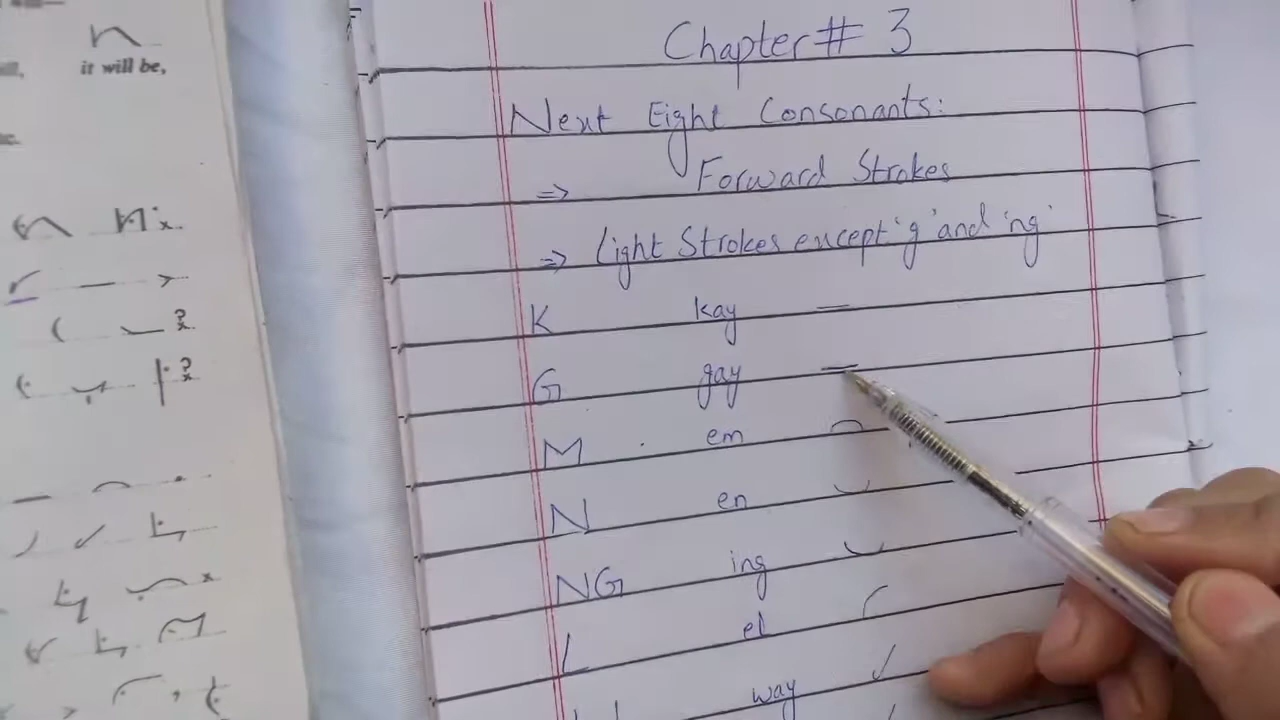 it will be,
Chapter # 3
Next Eight Consonants:
⇒ Forward Strokes
⇒ light Strokes except 'g' and 'ng'
K kay
G gay
M em
N en
NG ing
L el
way